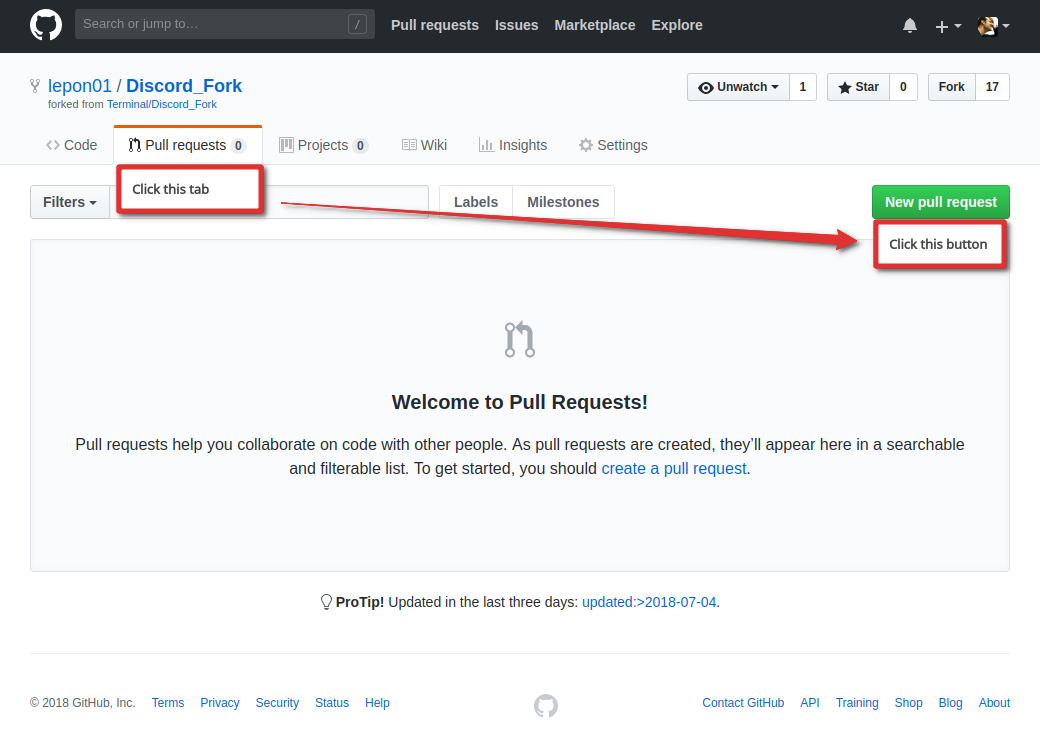 Search or jump to… / Pull requests Issues Marketplace Explore
lepon01 / Discord_Fork Unwatch 1 Star 0 Fork 17
forked from Terminal/Discord_Fork
Code Pull requests 0 Projects 0 Wiki Insights Settings
Click this tab
Filters Labels Milestones New pull request
Click this button
Welcome to Pull Requests!
Pull requests help you collaborate on code with other people. As pull requests are created, they’ll appear here in a searchable
and filterable list. To get started, you should create a pull request.
ProTip! Updated in the last three days: updated:>2018-07-04.
© 2018 GitHub, Inc. Terms Privacy Security Status Help Contact GitHub API Training Shop Blog About